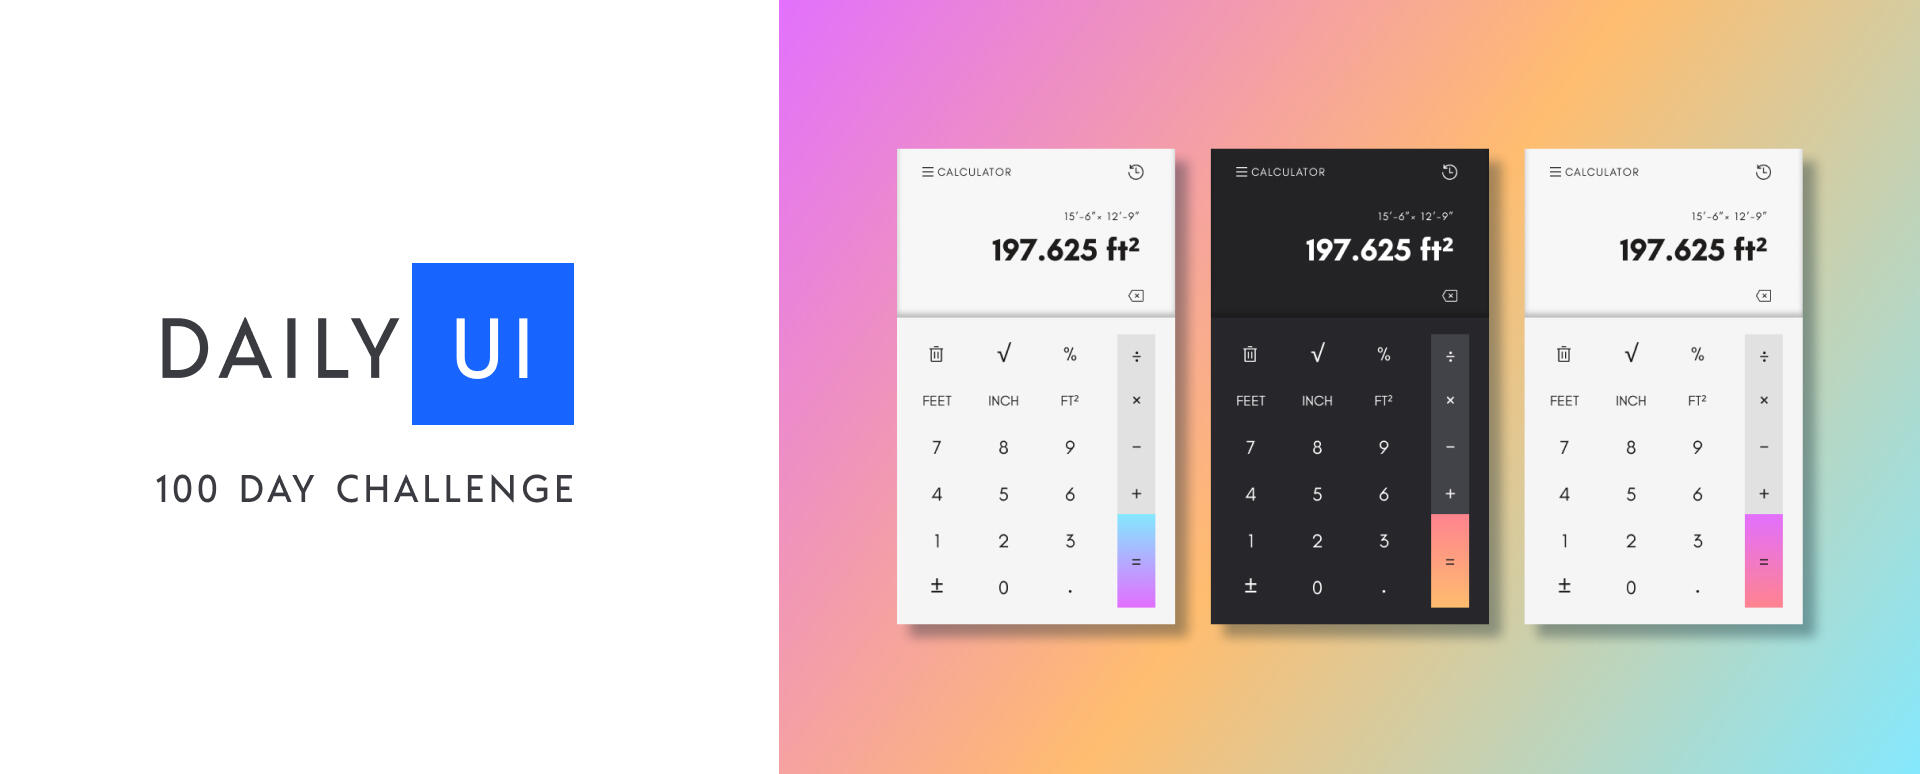 DAILY UI
100 DAY CHALLENGE
CALCULATOR
15'-6"× 12'-9"
197.625 ft²
√ % ÷
FEET INCH FT² ×
7 8 9 −
4 5 6 +
1 2 3
=
± 0 .
CALCULATOR
15'-6"× 12'-9"
197.625 ft²
√ % ÷
FEET INCH FT² ×
7 8 9 −
4 5 6 +
1 2 3
=
± 0 .
CALCULATOR
15'-6"× 12'-9"
197.625 ft²
√ % ÷
FEET INCH FT² ×
7 8 9 −
4 5 6 +
1 2 3
=
± 0 .